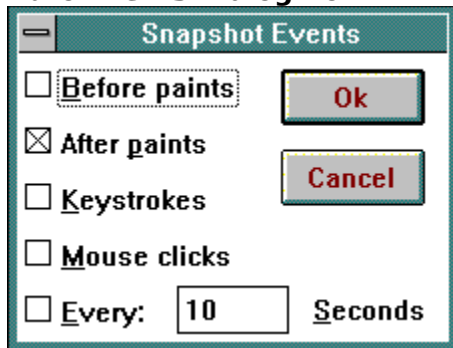 Snapshot Events
Before paints
Ok
After paints
Cancel
Keystrokes
Mouse clicks
Every: 10 Seconds